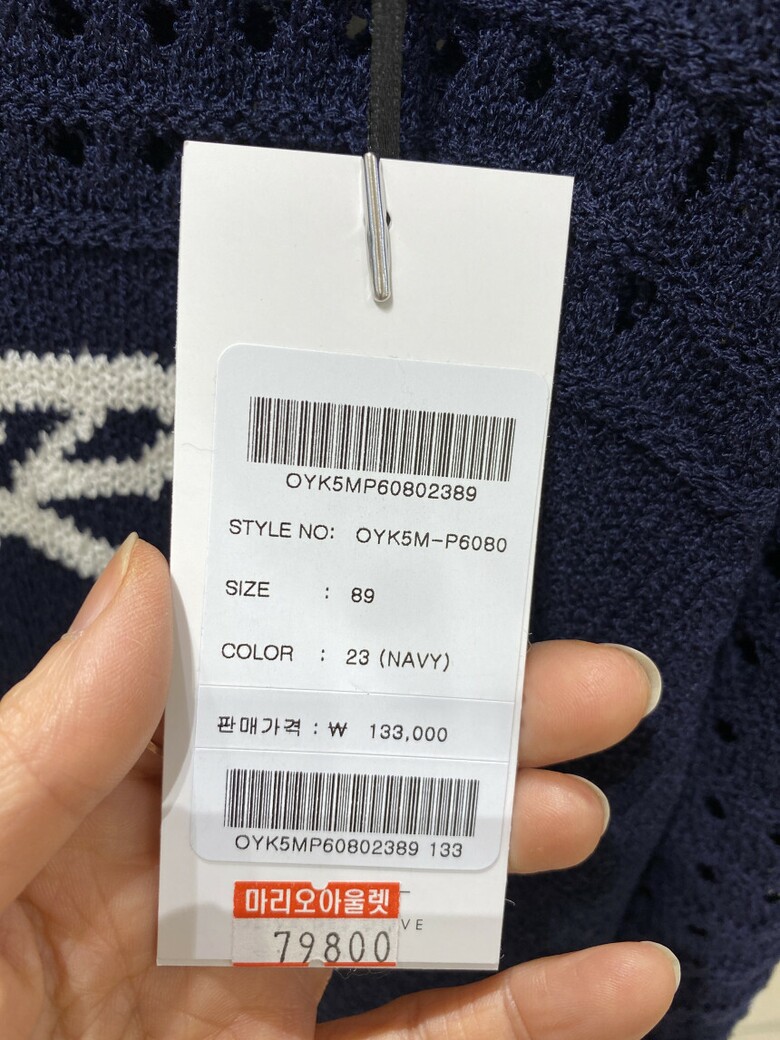 OYK5MP60802389
STYLE NO: OYK5M-P6080
SIZE : 89
COLOR : 23 (NAVY)
판매가격 : ₩ 133,000
OYK5MP60802389 133
마리오아울렛
79800